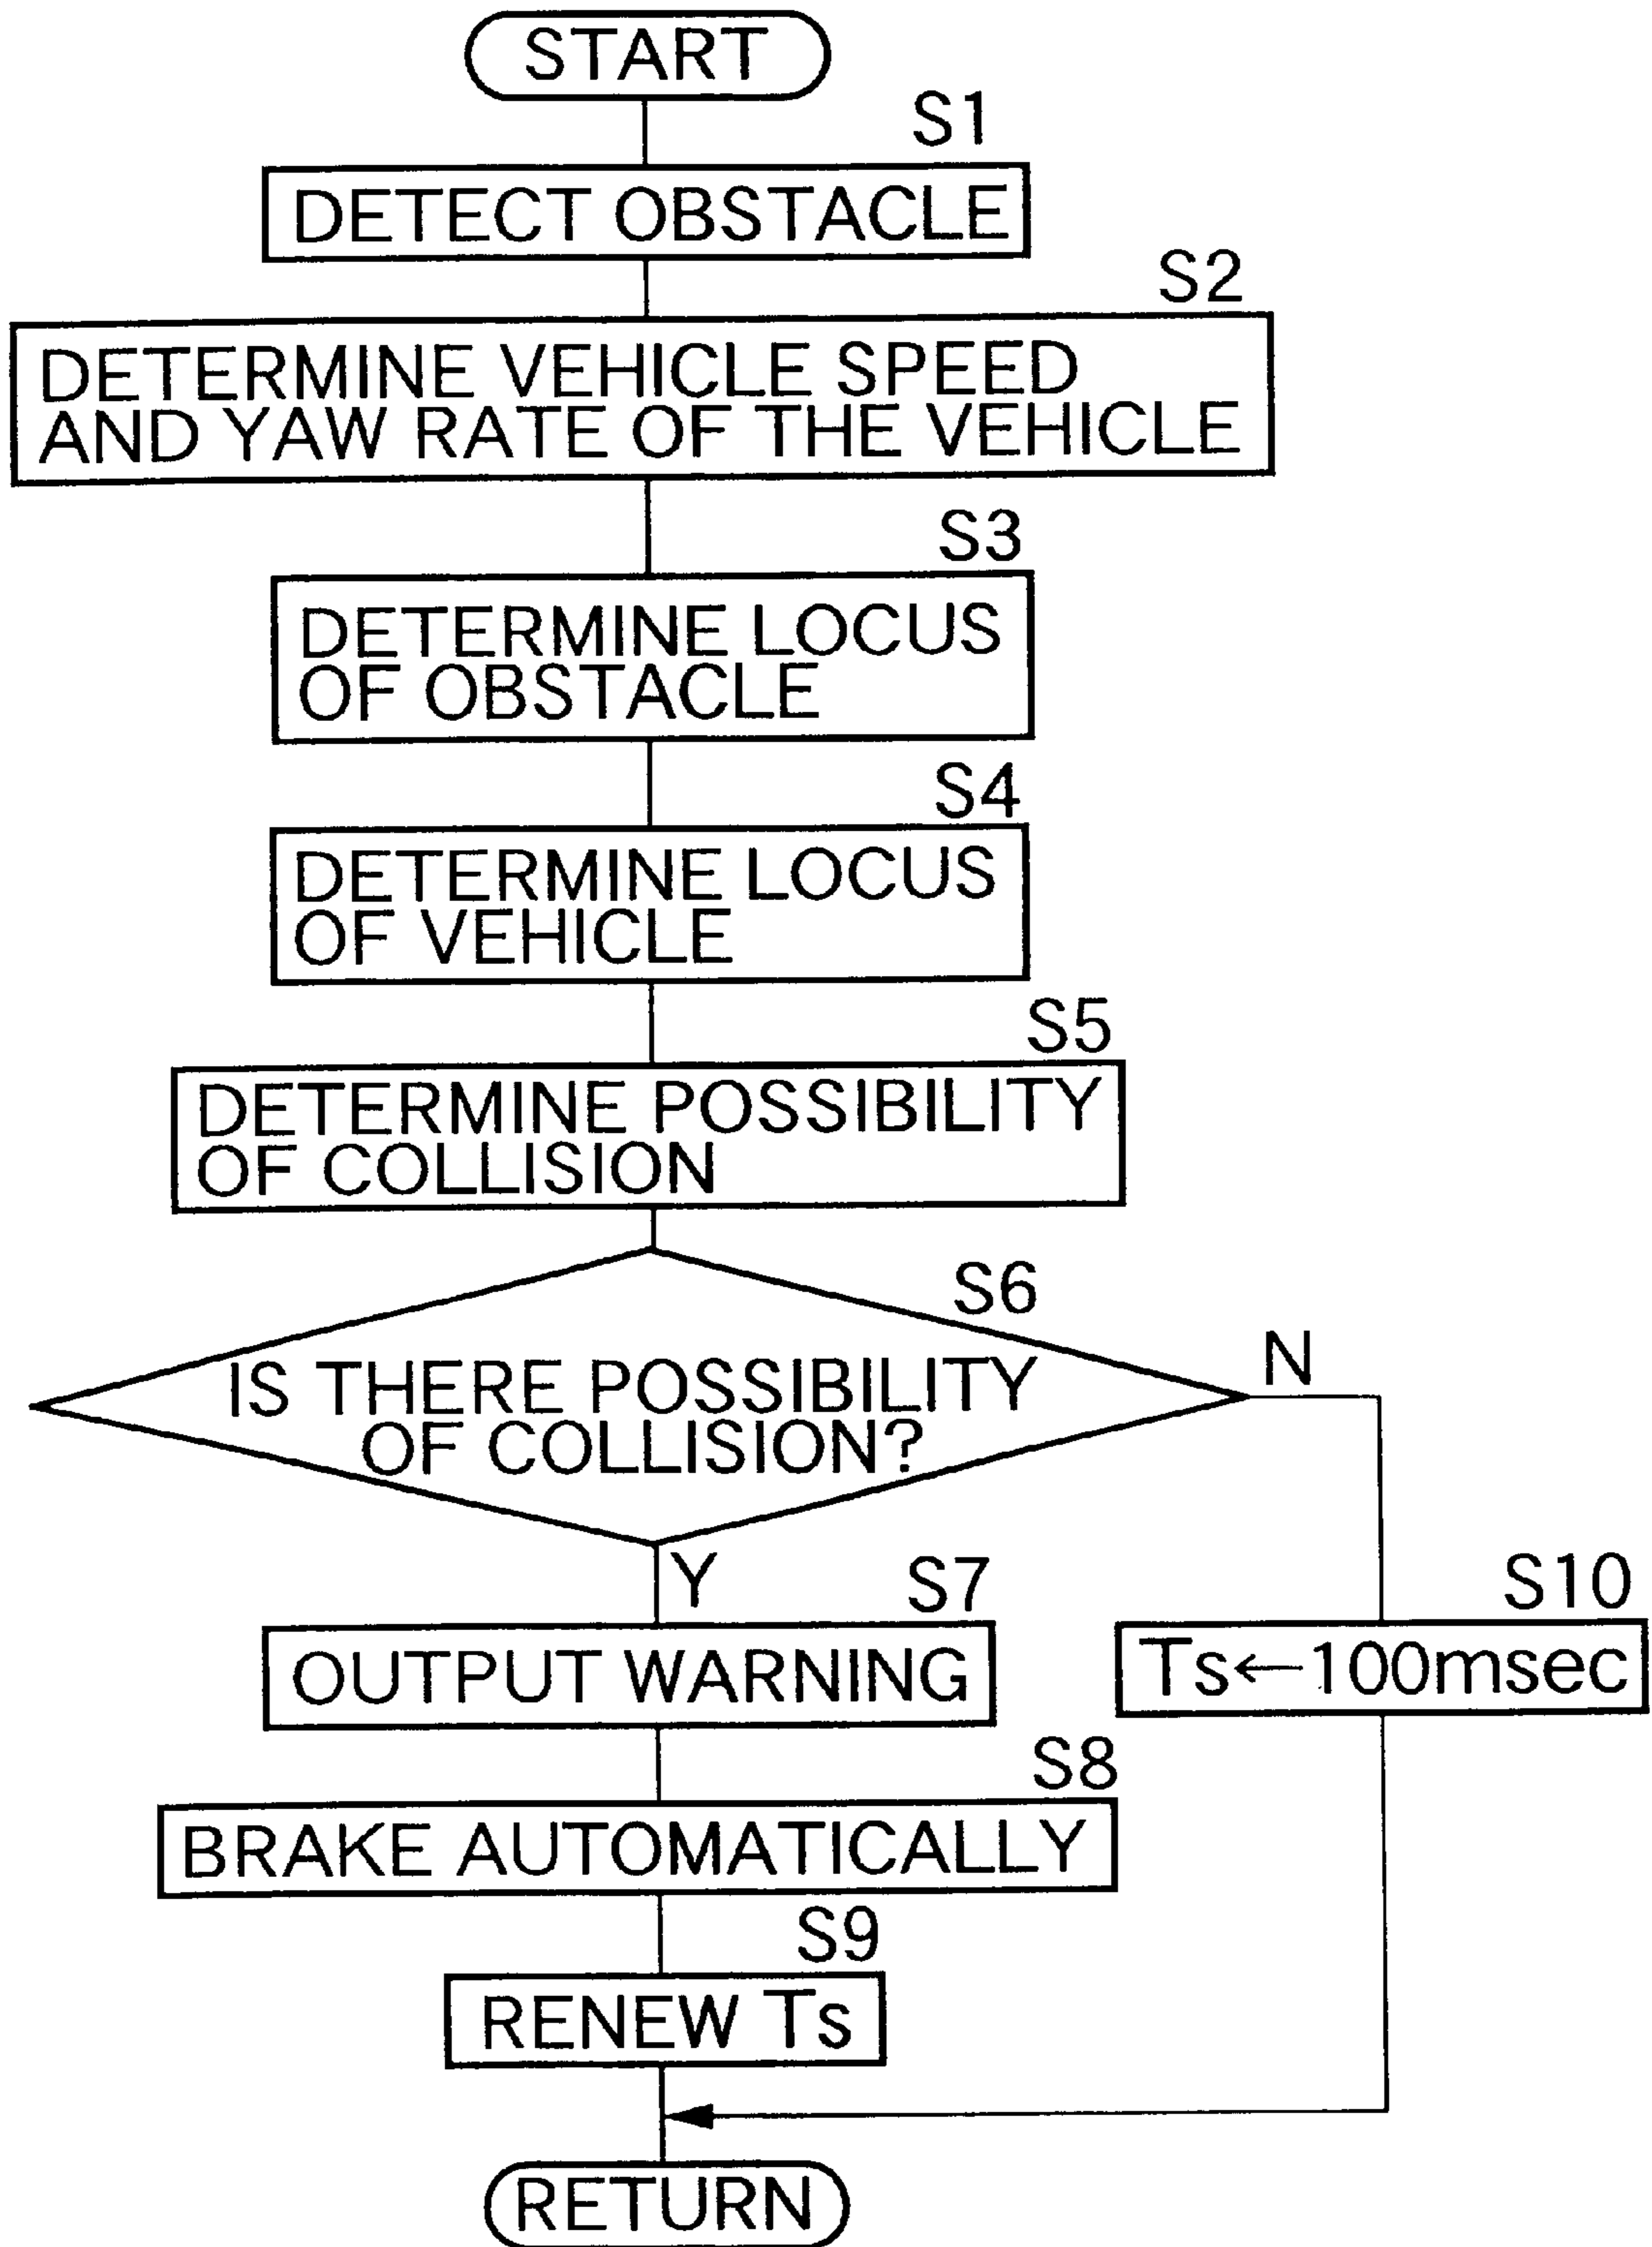 START
S1
DETECT OBSTACLE
S2
DETERMINE VEHICLE SPEED
AND YAW RATE OF THE VEHICLE
S3
DETERMINE LOCUS
OF OBSTACLE
S4
DETERMINE LOCUS
OF VEHICLE
S5
DETERMINE POSSIBILITY
OF COLLISION
S6
IS THERE POSSIBILITY
OF COLLISION?
N
Y
S7
OUTPUT WARNING
S10
Ts←100msec
S8
BRAKE AUTOMATICALLY
S9
RENEW Ts
RETURN